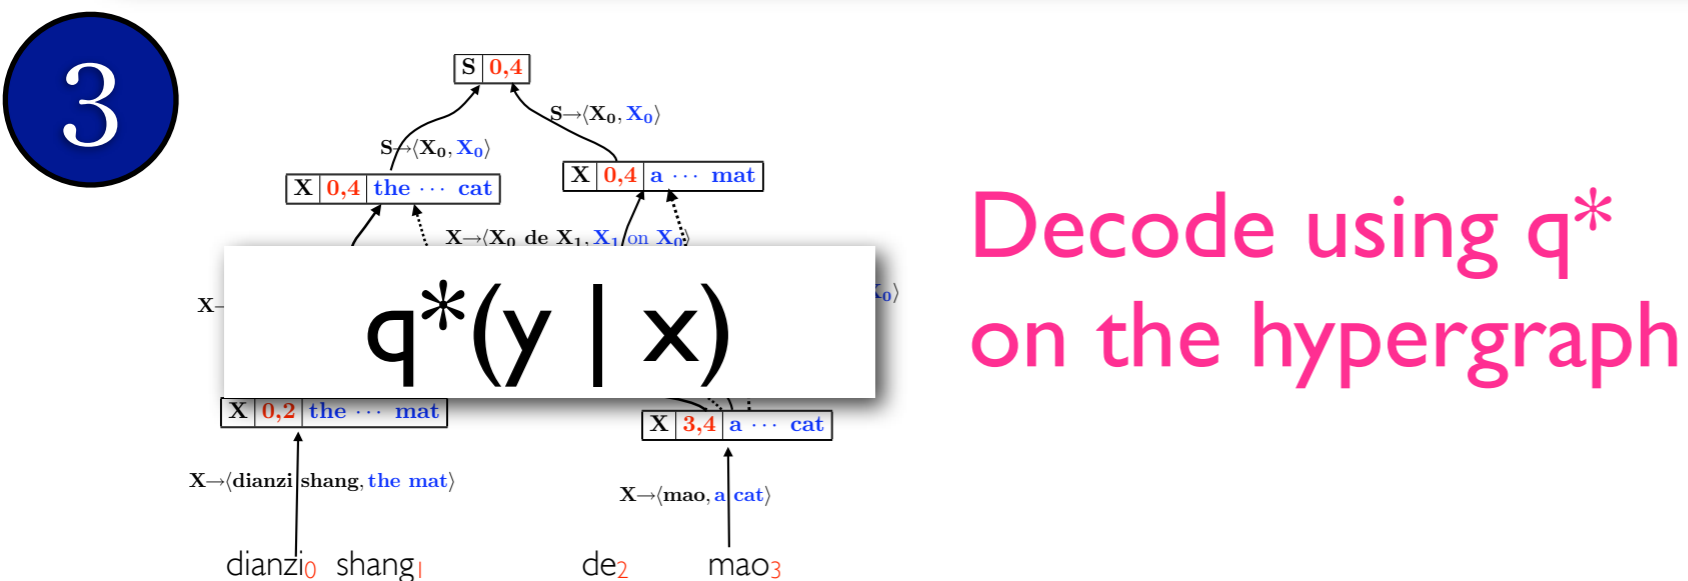 3
S 0,4
S→⟨X₀, X₀⟩
S→⟨X₀, X₀⟩
X 0,4 the ··· cat
X 0,4 a ··· mat
X→⟨X₀ de X₁, X₁ on X₀⟩
Decode using q*
on the hypergraph
q*(y | x)
X 0,2 the ··· mat
X 3,4 a ··· cat
X→⟨dianzi shang, the mat⟩
X→⟨mao, a cat⟩
dianzi₀ shang₁ de₂ mao₃